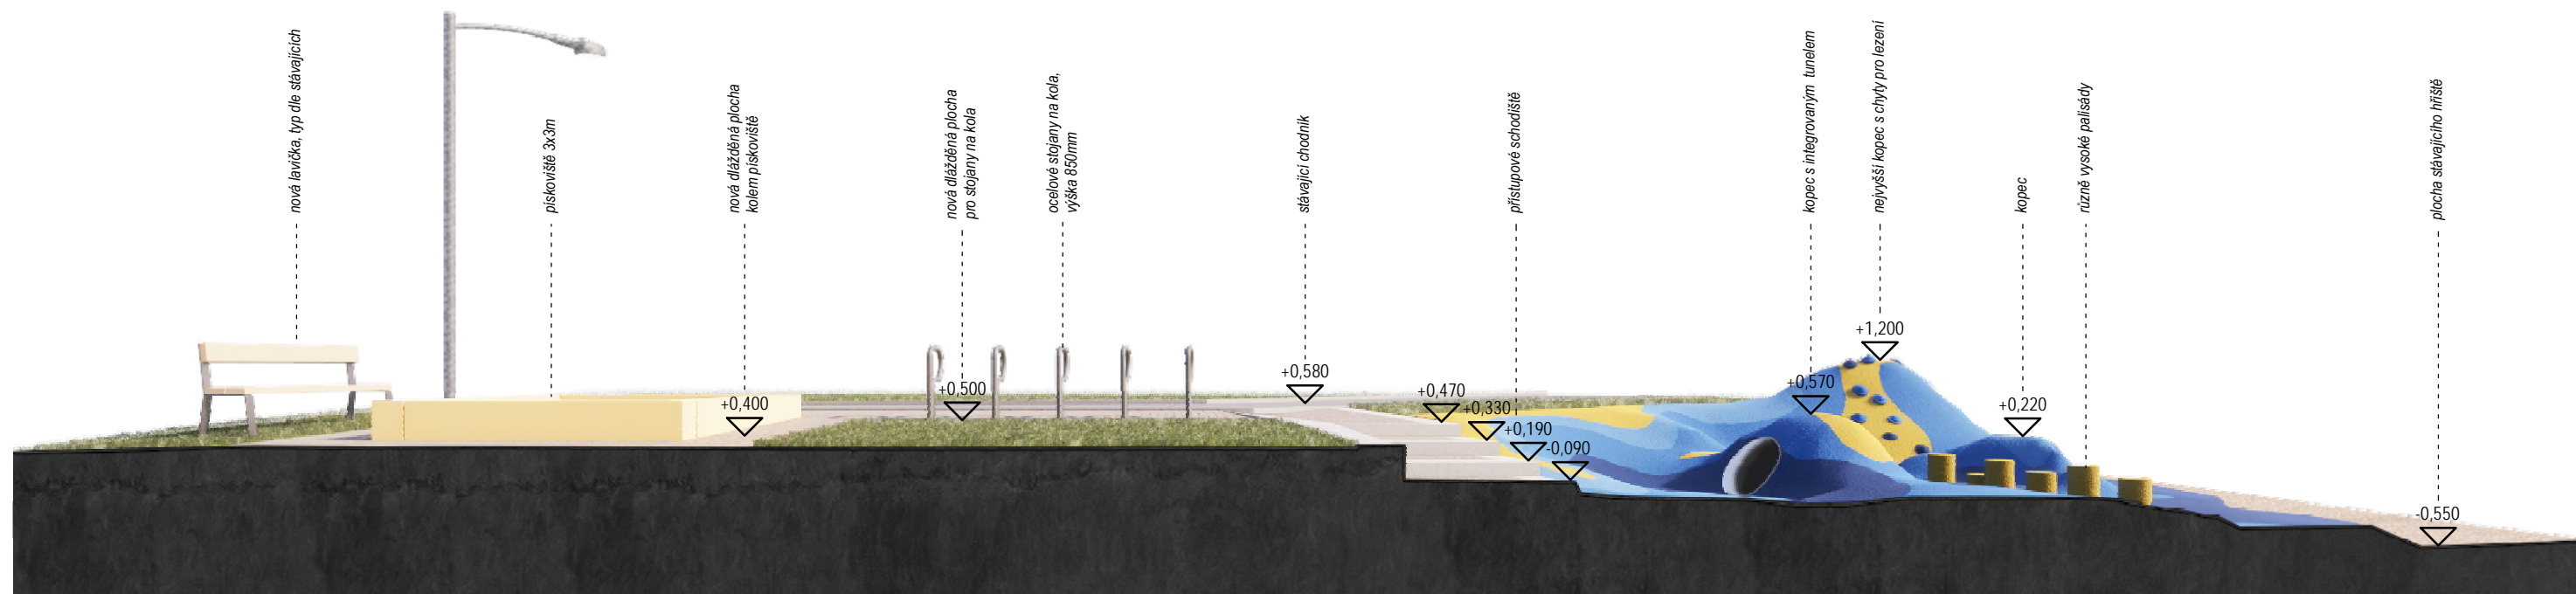 nová lavička, typ dle stávajících
pískoviště 3x3m
nová dlážděná plocha
kolem pískoviště
nová dlážděná plocha
pro stojany na kola
ocelové stojany na kola,
výška 850mm
stávající chodník
přístupové schodiště
kopec s integrovaným tunelem
nejvyšší kopec s chyty pro lezení
kopec
různě vysoké palisády
plocha stávajícího hřiště
+0,400
+0,500
+0,580
+0,470
+0,330
+0,190
-0,090
+0,570
+1,200
+0,220
-0,550